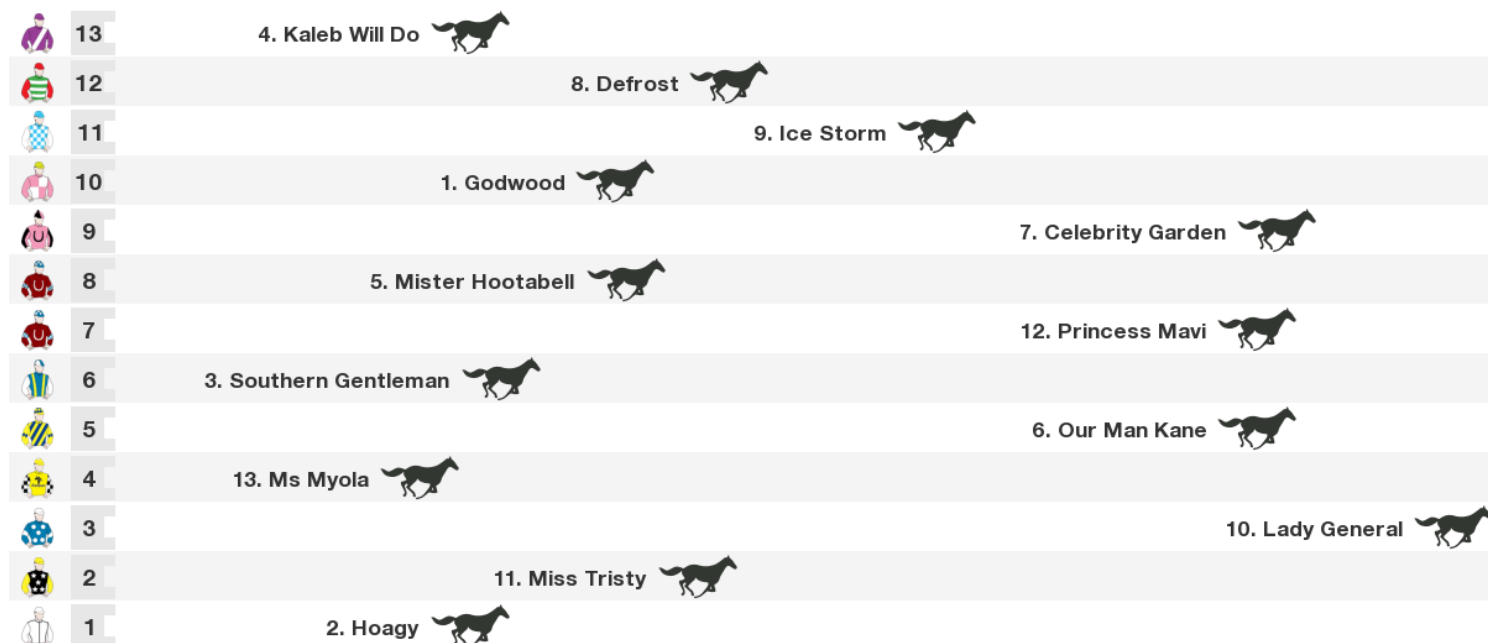 13 4. Kaleb Will Do
12 8. Defrost
11 9. Ice Storm
10 1. Godwood
9 7. Celebrity Garden
8 5. Mister Hootabell
7 12. Princess Mavi
6 3. Southern Gentleman
5 6. Our Man Kane
4 13. Ms Myola
3 10. Lady General
2 11. Miss Tristy
1 2. Hoagy